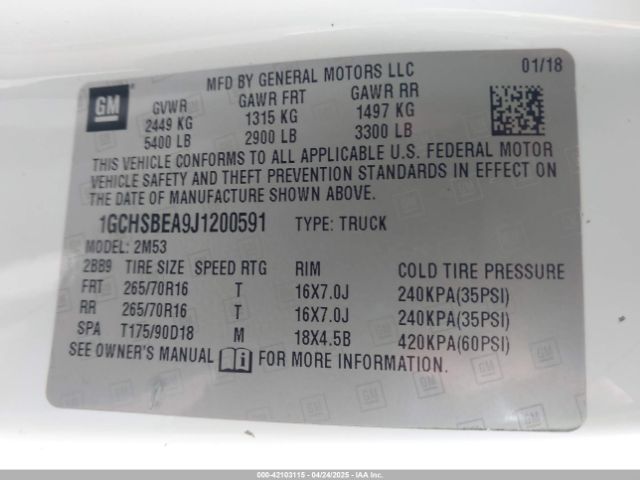 MFD BY GENERAL MOTORS LLC 01/18
GM
GVWR GAWR FRT GAWR RR
2449 KG 1315 KG 1497 KG
5400 LB 2900 LB 3300 LB
THIS VEHICLE CONFORMS TO ALL APPLICABLE U.S. FEDERAL MOTOR
VEHICLE SAFETY AND THEFT PREVENTION STANDARDS IN EFFECT ON
THE DATE OF MANUFACTURE SHOWN ABOVE.
1GCHSBEA9J1200591 TYPE: TRUCK
MODEL: 2M53
2BB9 TIRE SIZE SPEED RTG RIM COLD TIRE PRESSURE
FRT 265/70R16 T 16X7.0J 240KPA(35PSI)
RR 265/70R16 T 16X7.0J 240KPA(35PSI)
SPA T175/90D18 M 18X4.5B 420KPA(60PSI)
SEE OWNER'S MANUAL i FOR MORE INFORMATION.
000-42103115 - 04/24/2025 - IAAI, Inc.